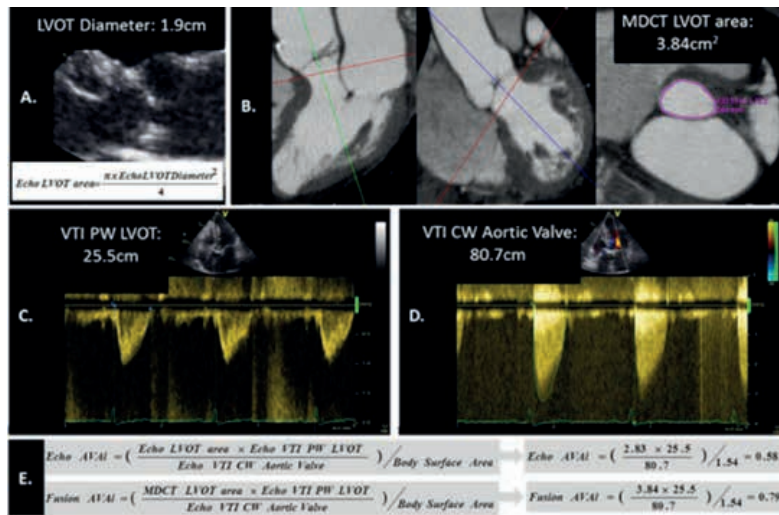 LVOT Diameter: 1.9cm
A.
Echo LVOT area= π x EchoLVOTDiameter² / 4
B.
MDCT LVOT area:
3.84cm²
VTI PW LVOT:
25.5cm
C.
V
VTI CW Aortic Valve:
80.7cm
D.
V
E.
Echo AVAi = ( Echo LVOT area × Echo VTI PW LVOT / Echo VTI CW Aortic Valve ) / Body Surface Area
Echo AVAi = ( 2.83 × 25.5 / 80.7 ) / 1.54 = 0.58
Fusion AVAi = ( MDCT LVOT area × Echo VTI PW LVOT / Echo VTI CW Aortic Valve ) / Body Surface Area
Fusion AVAi = ( 3.84 × 25.5 / 80.7 ) / 1.54 = 0.79